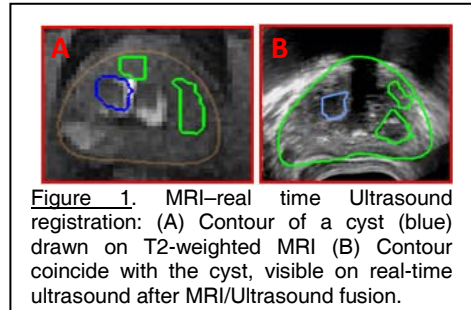 A B
Figure 1. MRI–real time Ultrasound
registration: (A) Contour of a cyst (blue)
drawn on T2-weighted MRI (B) Contour
coincide with the cyst, visible on real-time
ultrasound after MRI/Ultrasound fusion.